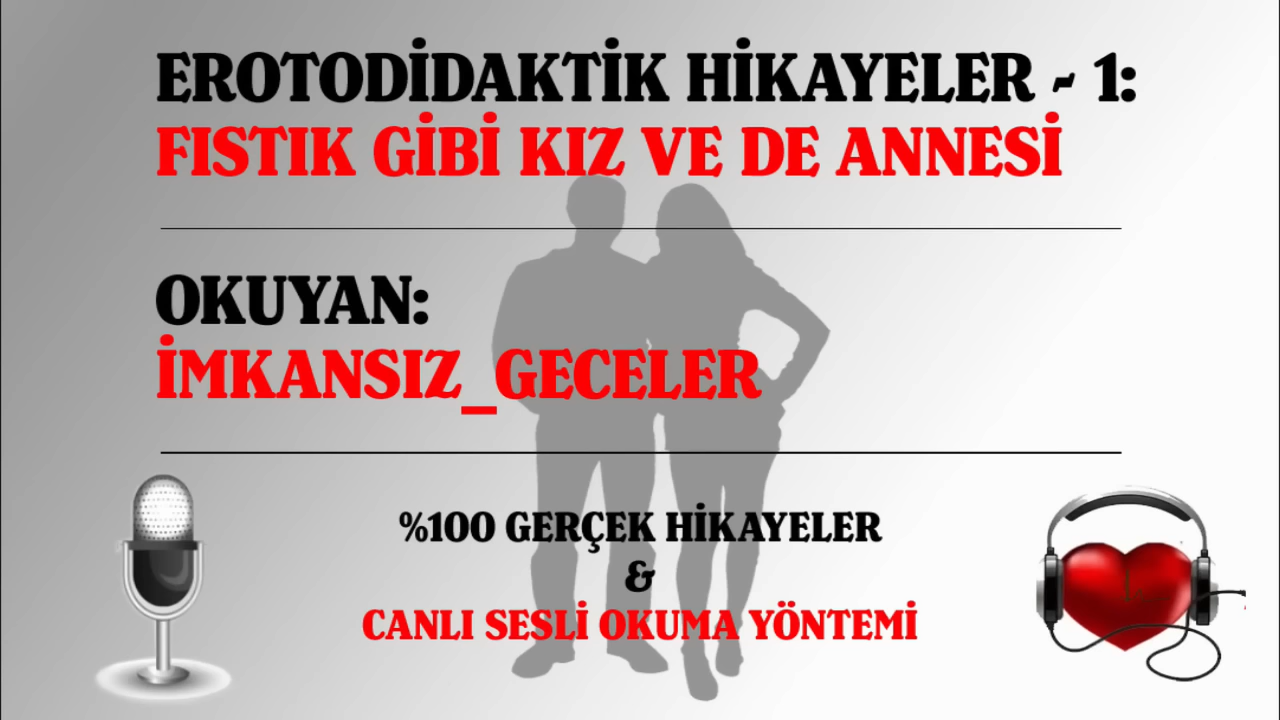 EROTODİDAKTİK HİKAYELER - 1:
FISTIK GİBİ KIZ VE DE ANNESİ
OKUYAN:
İMKANSIZ_GECELER
%100 GERÇEK HİKAYELER
&
CANLI SESLİ OKUMA YÖNTEMİ